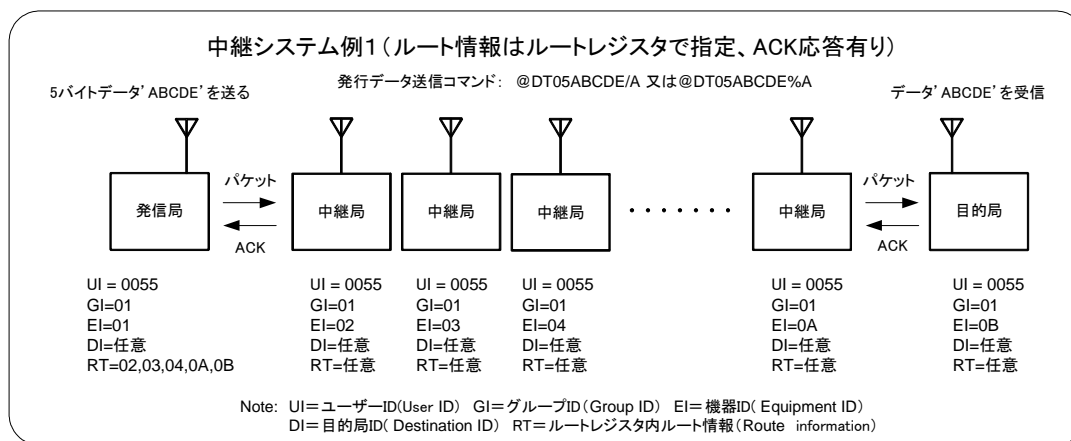 中継システム例1(ルート情報はルートレジスタで指定、ACK応答有り)
発行データ送信コマンド: @DT05ABCDE/A 又は@DT05ABCDE%A
5バイトデータ'ABCDE'を送る
データ'ABCDE'を受信
パケット
パケット
発信局
中継局
中継局
中継局
・・・・・・・
中継局
目的局
ACK
ACK
UI = 0055
GI=01
EI=01
DI=任意
RT=02,03,04,0A,0B
UI = 0055
GI=01
EI=02
DI=任意
RT=任意
UI = 0055
GI=01
EI=03
DI=任意
RT=任意
UI = 0055
GI=01
EI=04
DI=任意
RT=任意
UI = 0055
GI=01
EI=0A
DI=任意
RT=任意
UI = 0055
GI=01
EI=0B
DI=任意
RT=任意
Note: UI=ユーザーID(User ID) GI=グループID(Group ID) EI=機器ID( Equipment ID)
DI=目的局ID( Destination ID) RT=ルートレジスタ内ルート情報(Route information)